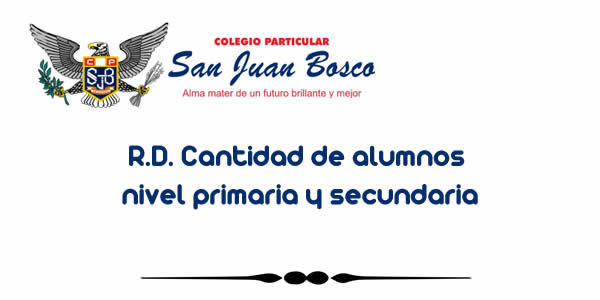 COLEGIO PARTICULAR
San Juan Bosco
Alma mater de un futuro brillante y mejor
C P
SJB
R.D. Cantidad de alumnos
nivel primaria y secundaria